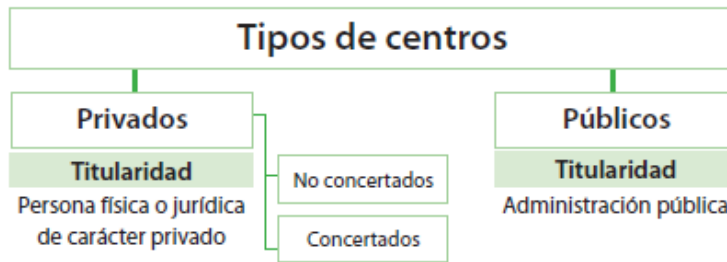 Tipos de centros
Privados
Titularidad
Persona física o jurídica
de carácter privado
No concertados
Concertados
Públicos
Titularidad
Administración pública